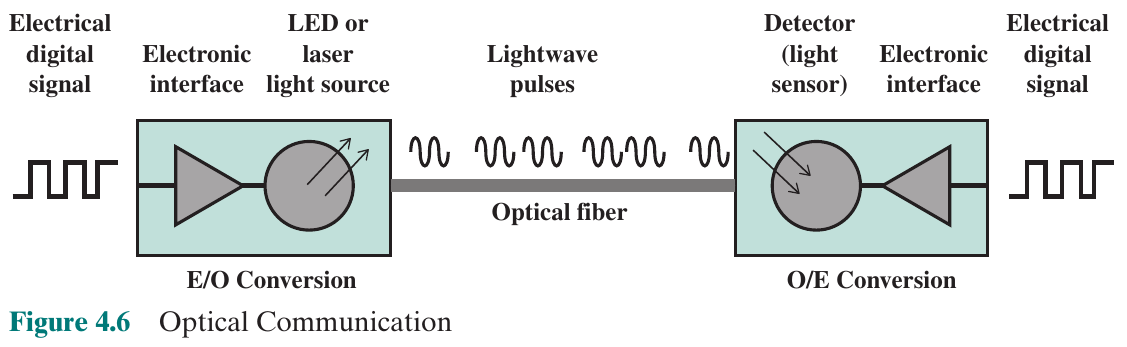 Electrical
digital
signal
Electronic
interface
LED or
laser
light source
Lightwave
pulses
Detector
(light
sensor)
Electronic
interface
Electrical
digital
signal
Optical fiber
E/O Conversion
O/E Conversion
Figure 4.6 Optical Communication